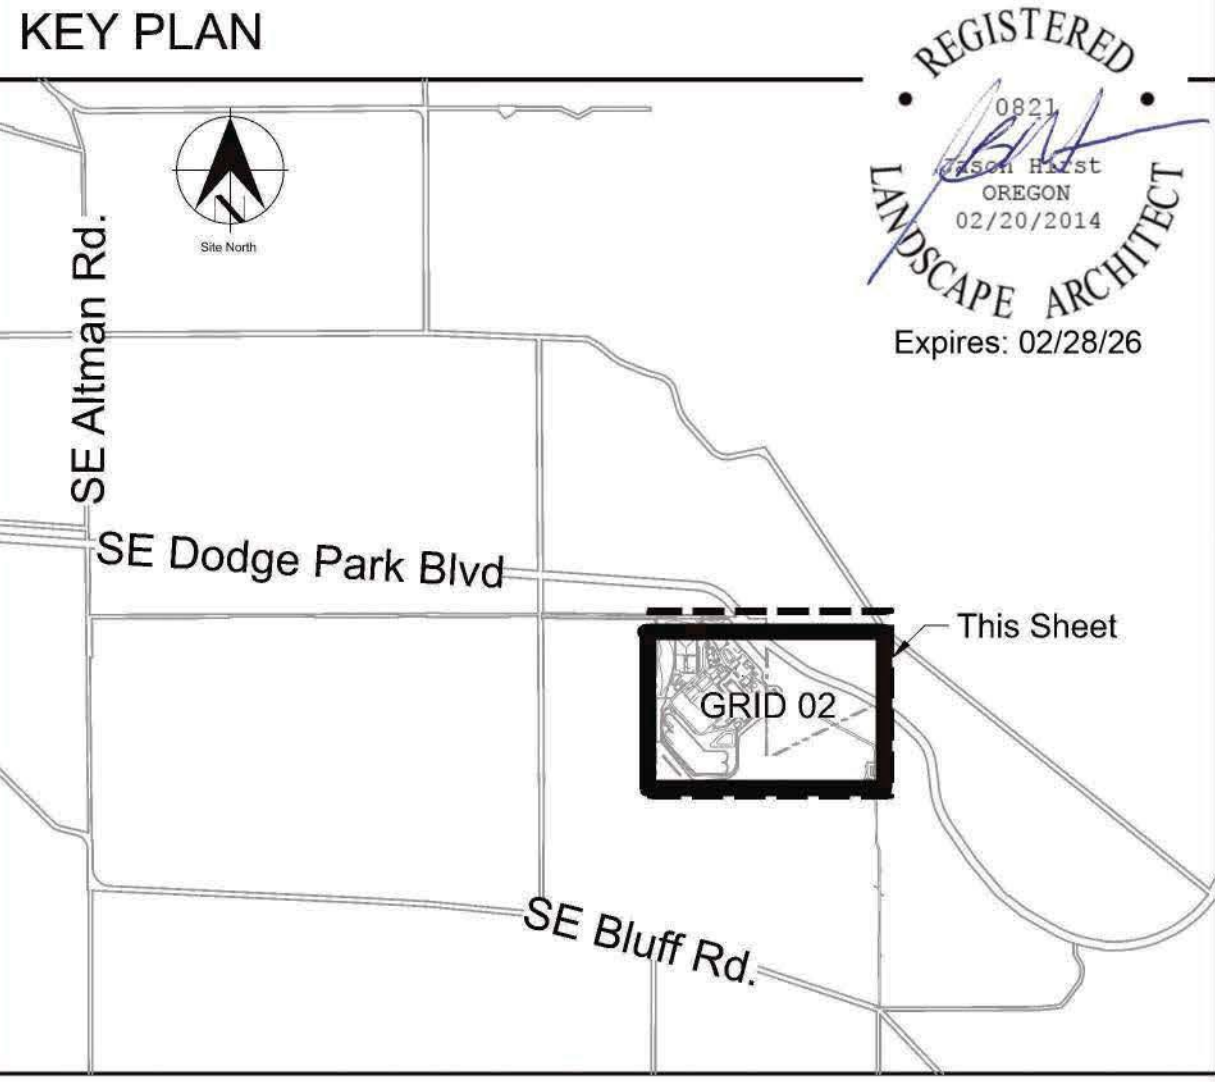 KEY PLAN
REGISTERED
0821
Jason Hirst
OREGON
02/20/2014
LANDSCAPE ARCHITECT
Expires: 02/28/26
Site North
SE Altman Rd.
SE Dodge Park Blvd
This Sheet
GRID 02
SE Bluff Rd.